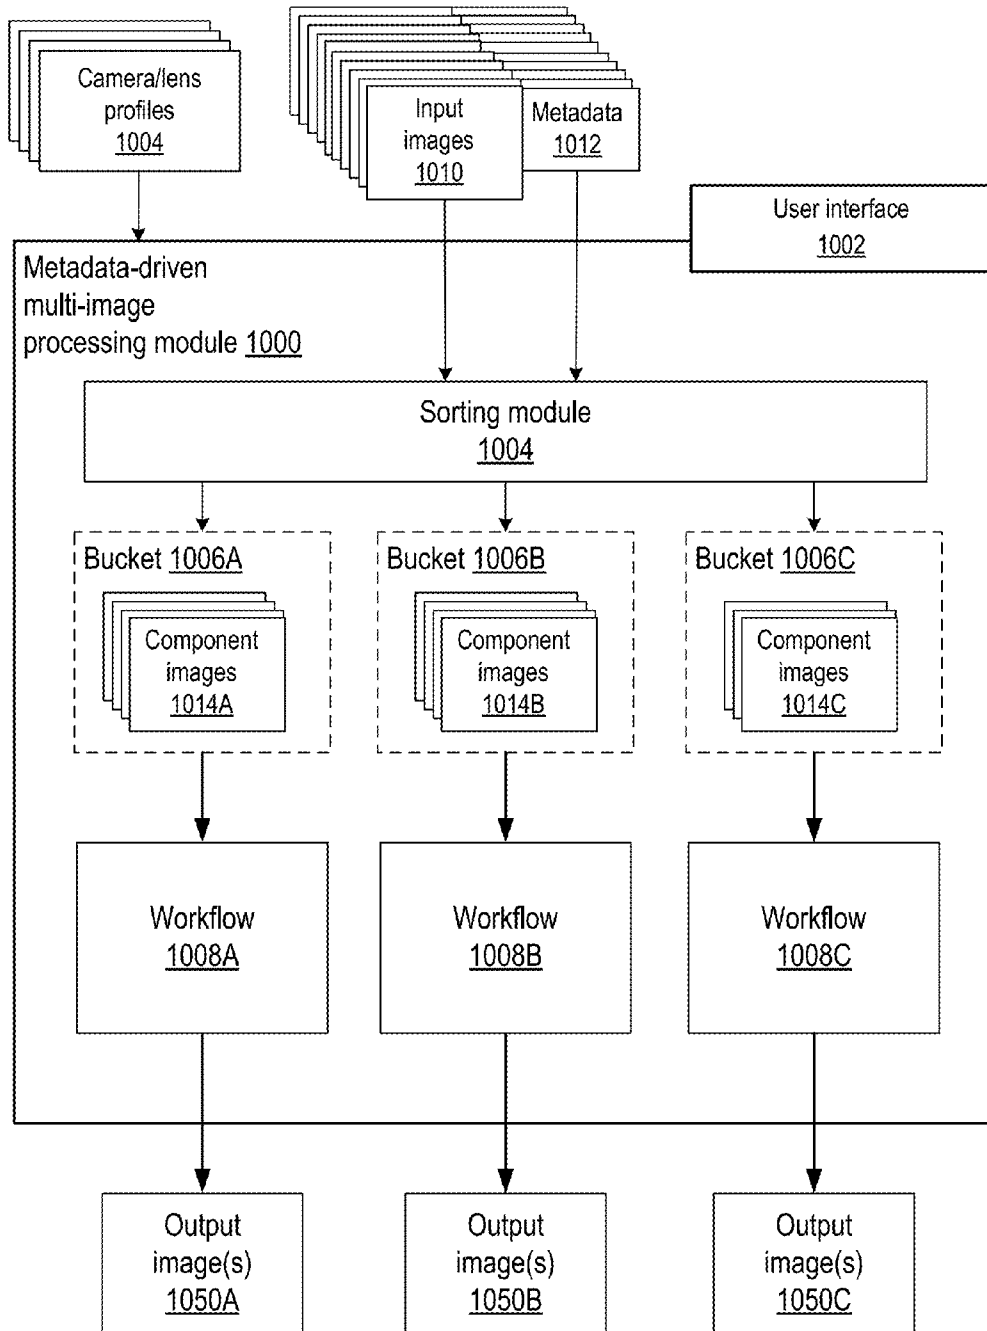 Camera/lens
profiles
1004
Input
images
1010
Metadata
1012
User interface
1002
Metadata-driven
multi-image
processing module 1000
Sorting module
1004
Bucket 1006A
Component
images
1014A
Bucket 1006B
Component
images
1014B
Bucket 1006C
Component
images
1014C
Workflow
1008A
Workflow
1008B
Workflow
1008C
Output
image(s)
1050A
Output
image(s)
1050B
Output
image(s)
1050C